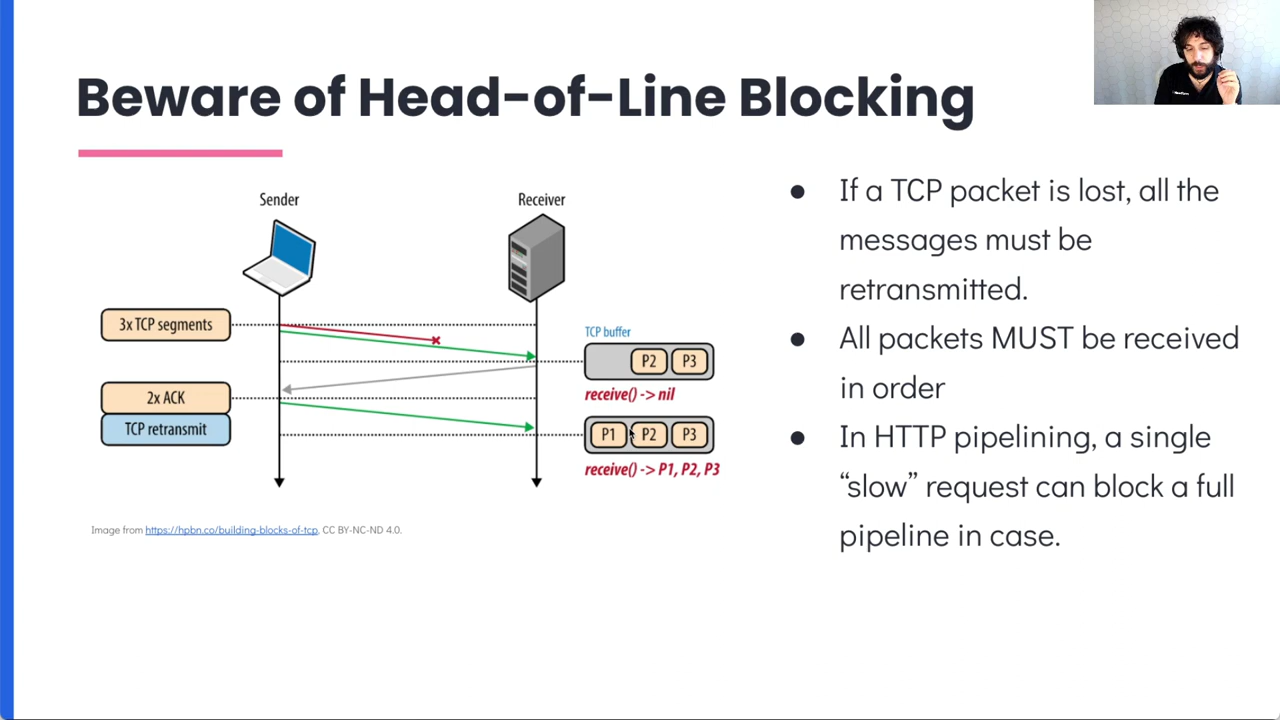 Beware of Head-of-Line Blocking
Sender
Receiver
3x TCP segments
TCP buffer
P2 P3
receive() -> nil
2x ACK
TCP retransmit
P1 P2 P3
receive() -> P1, P2, P3
Image from https://hpbn.co/building-blocks-of-tcp, CC BY-NC-ND 4.0.
● If a TCP packet is lost, all the
messages must be
retransmitted.
● All packets MUST be received
in order
● In HTTP pipelining, a single
“slow” request can block a full
pipeline in case.